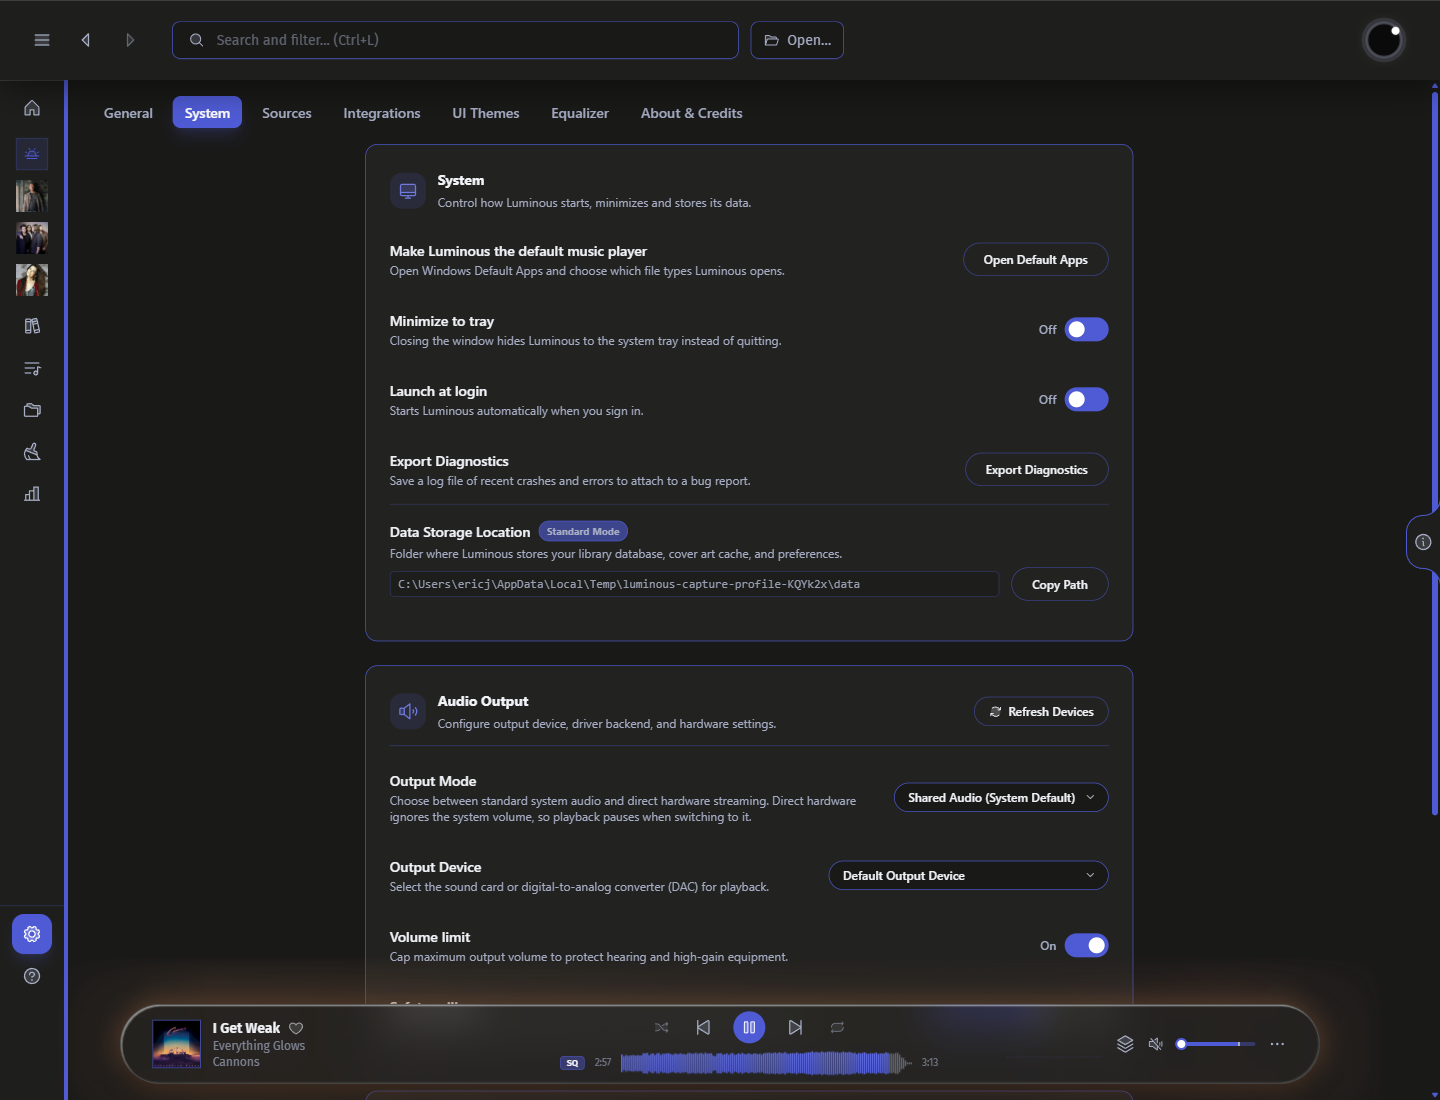 Search and filter... (Ctrl+L)
Open...
General
System
Sources
Integrations
UI Themes
Equalizer
About & Credits
System
Control how Luminous starts, minimizes and stores its data.
Make Luminous the default music player
Open Windows Default Apps and choose which file types Luminous opens.
Open Default Apps
Minimize to tray
Closing the window hides Luminous to the system tray instead of quitting.
Off
Launch at login
Starts Luminous automatically when you sign in.
Off
Export Diagnostics
Save a log file of recent crashes and errors to attach to a bug report.
Export Diagnostics
Data Storage Location
Standard Mode
Folder where Luminous stores your library database, cover art cache, and preferences.
C:\Users\ericj\AppData\Local\Temp\luminous-capture-profile-KQYk2x\data
Copy Path
Audio Output
Configure output device, driver backend, and hardware settings.
Refresh Devices
Output Mode
Choose between standard system audio and direct hardware streaming. Direct hardware
ignores the system volume, so playback pauses when switching to it.
Shared Audio (System Default)
Output Device
Select the sound card or digital-to-analog converter (DAC) for playback.
Default Output Device
Volume limit
Cap maximum output volume to protect hearing and high-gain equipment.
On
I Get Weak
Everything Glows
Cannons
SQ
2:57
3:13